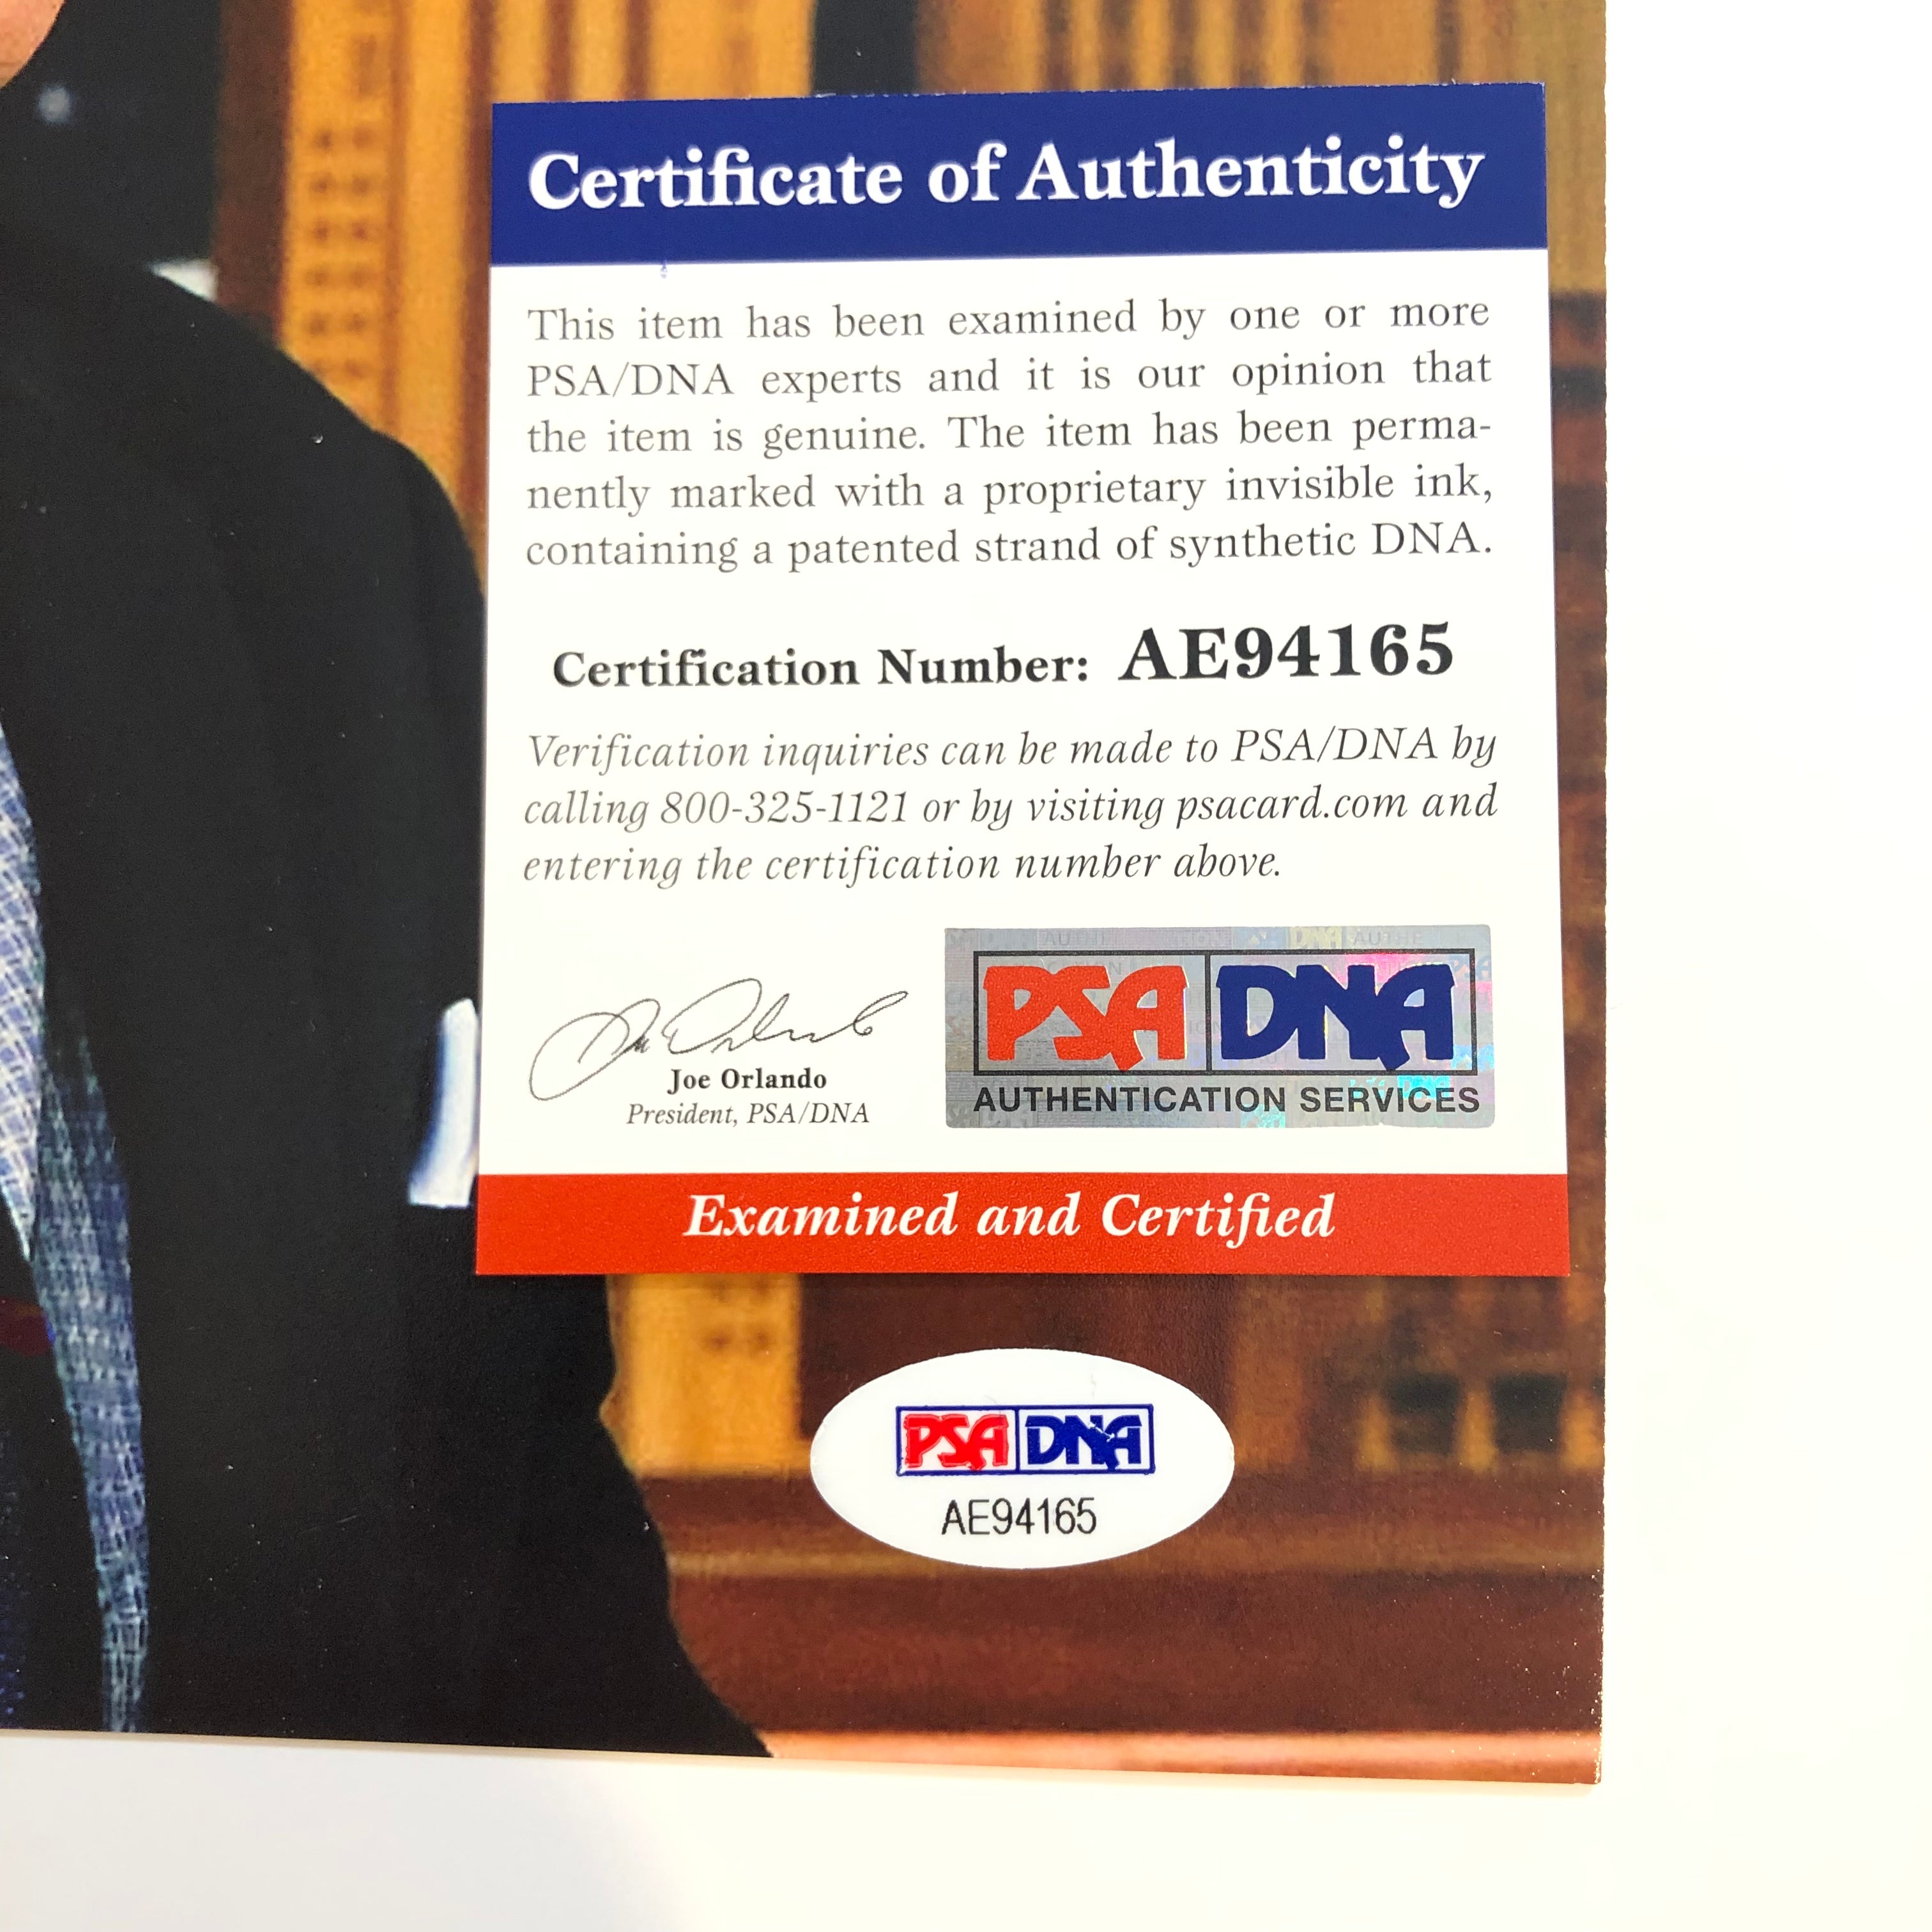 Certificate of Authenticity
This item has been examined by one or more
PSA/DNA experts and it is our opinion that
the item is genuine. The item has been perma-
nently marked with a proprietary invisible ink,
containing a patented strand of synthetic DNA.
Certification Number: AE94165
Verification inquiries can be made to PSA/DNA by
calling 800-325-1121 or by visiting psacard.com and
entering the certification number above.
Joe Orlando
President, PSA/DNA
PSA DNA
AUTHENTICATION SERVICES
Examined and Certified
PSA DNA
AE94165